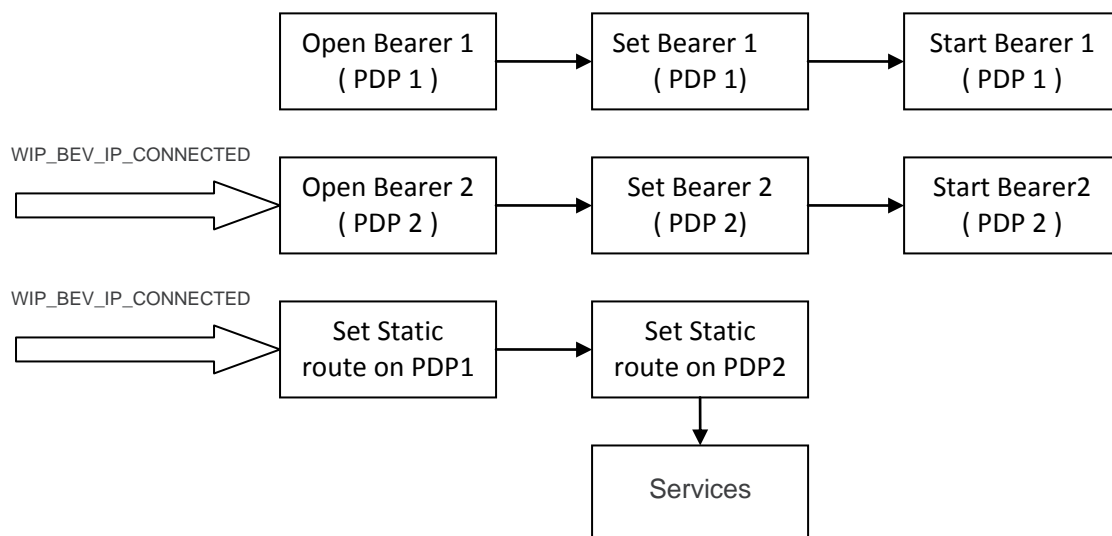 Open Bearer 1
( PDP 1 )
Set Bearer 1
( PDP 1)
Start Bearer 1
( PDP 1 )
WIP_BEV_IP_CONNECTED
Open Bearer 2
( PDP 2 )
Set Bearer 2
( PDP 2)
Start Bearer2
( PDP 2 )
WIP_BEV_IP_CONNECTED
Set Static
route on PDP1
Set Static
route on PDP2
Services